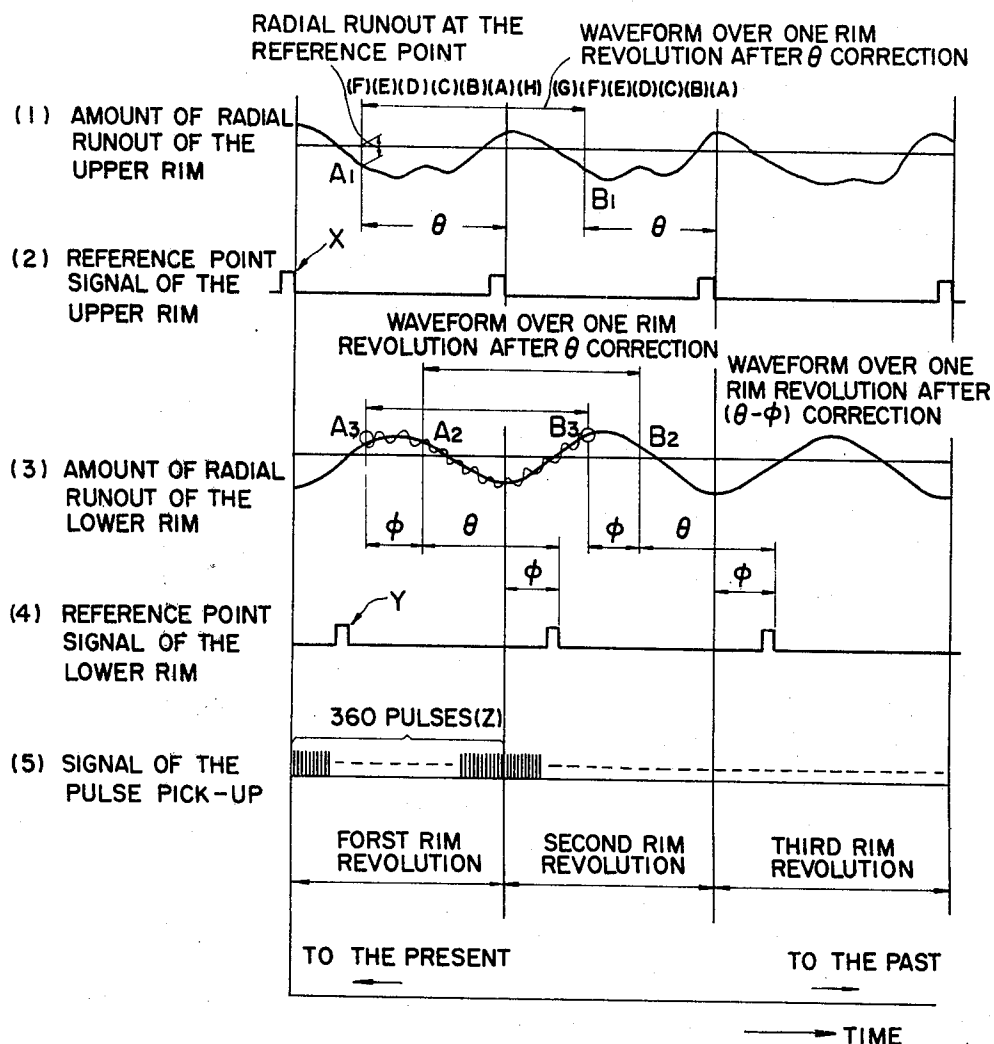 RADIAL RUNOUT AT THE
REFERENCE POINT
WAVEFORM OVER ONE RIM
REVOLUTION AFTER θ CORRECTION
(F)(E)(D)(C)(B)(A)(H) (G)(F)(E)(D)(C)(B)(A)
(1) AMOUNT OF RADIAL
RUNOUT OF THE
UPPER RIM
A1
B1
θ
θ
X
(2) REFERENCE POINT
SIGNAL OF THE
UPPER RIM
WAVEFORM OVER ONE RIM
REVOLUTION AFTER θ CORRECTION
WAVEFORM OVER ONE
RIM REVOLUTION AFTER
(θ-ϕ) CORRECTION
A3
A2
B3
B2
(3) AMOUNT OF RADIAL
RUNOUT OF THE
LOWER RIM
ϕ
θ
ϕ
θ
ϕ
ϕ
(4) REFERENCE POINT
SIGNAL OF THE
LOWER RIM
Y
360 PULSES(Z)
(5) SIGNAL OF THE
PULSE PICK-UP
FORST RIM
REVOLUTION
SECOND RIM
REVOLUTION
THIRD RIM
REVOLUTION
TO THE PRESENT
TO THE PAST
TIME